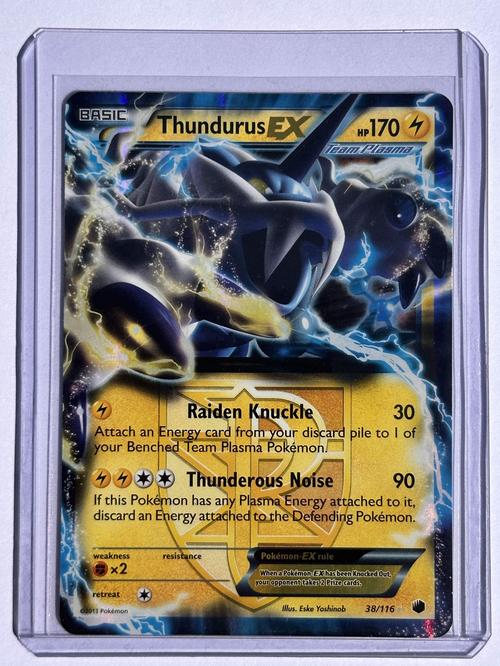 BASIC
Thundurus EX
HP 170
Team Plasma
Raiden Knuckle 30
Attach an Energy card from your discard pile to 1 of
your Benched Team Plasma Pokémon.
Thunderous Noise 90
If this Pokémon has any Plasma Energy attached to it,
discard an Energy attached to the Defending Pokémon.
weakness resistance
×2
Pokémon-EX rule
When a Pokémon-EX has been Knocked Out,
your opponent takes 2 Prize cards.
retreat
©2013 Pokémon
Illus. Eske Yoshinob
38/116